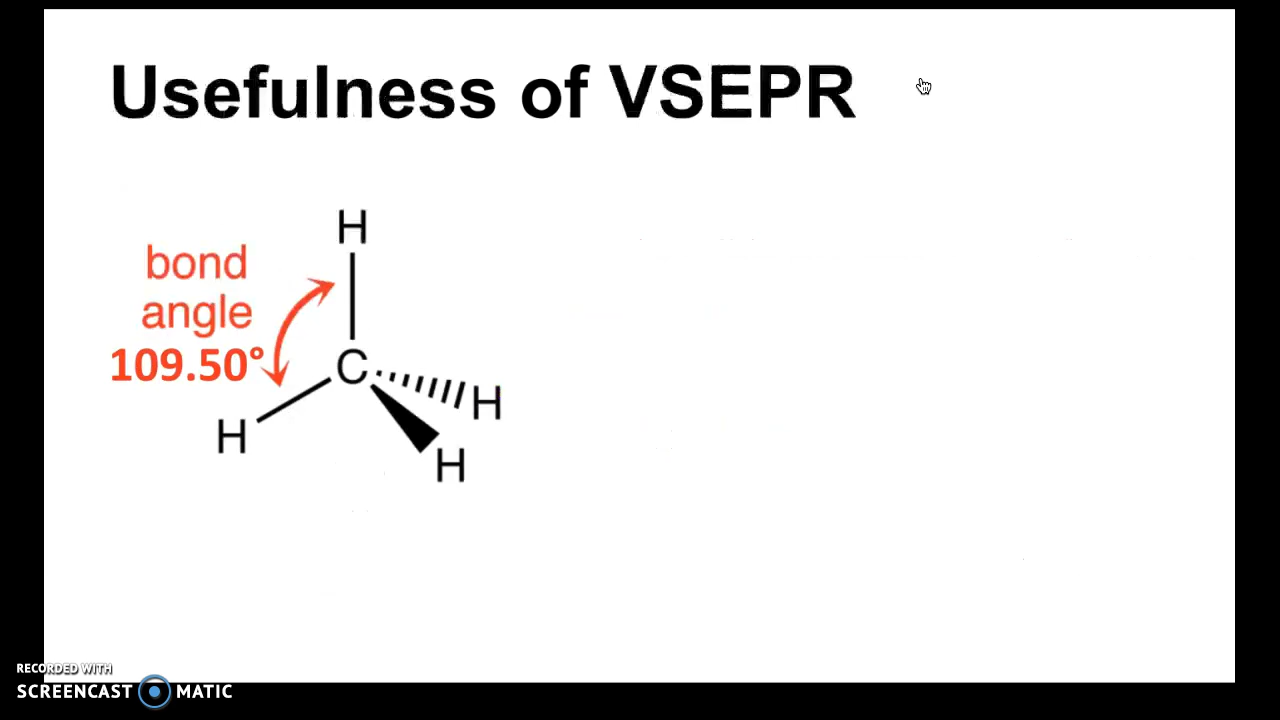 Usefulness of VSEPR
H
bond
angle
109.50°
C
H
H
H
RECORDED WITH
SCREENCAST MATIC